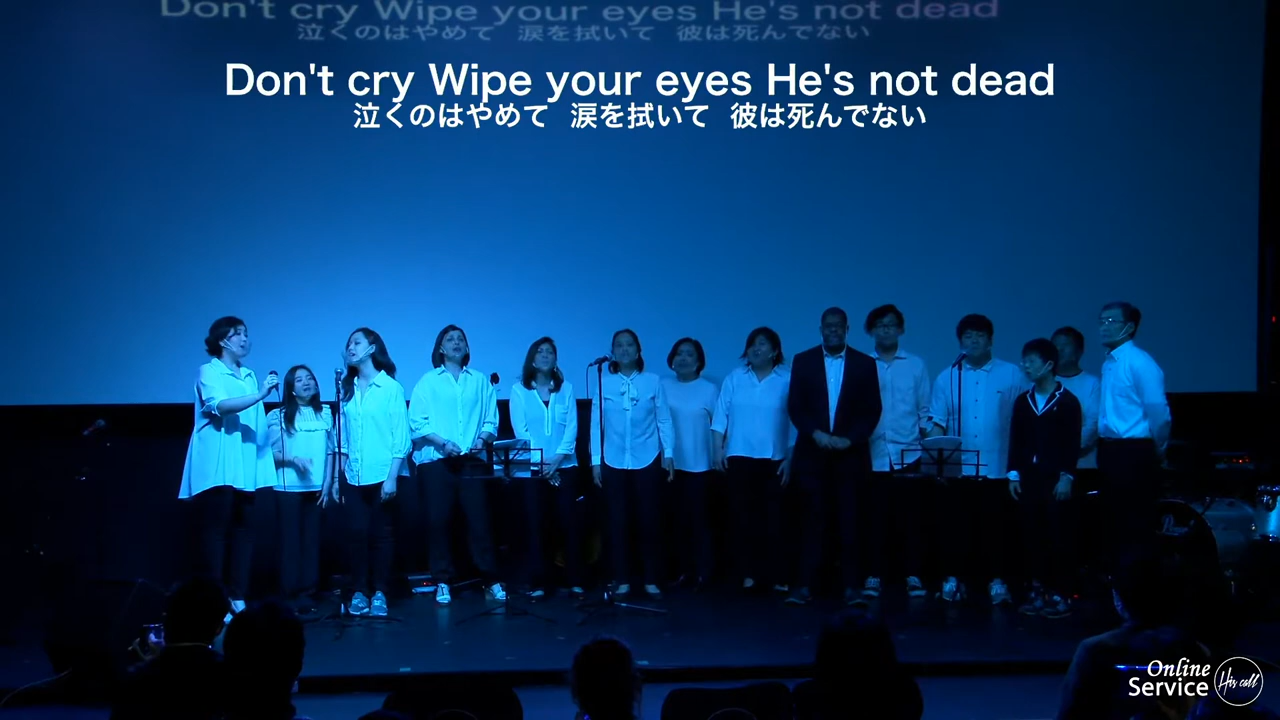 Don't cry Wipe your eyes He's not dead
泣くのはやめて 涙を拭いて 彼は死んでない
Don't cry Wipe your eyes He's not dead
泣くのはやめて 涙を拭いて 彼は死んでない
Online
Service
His call